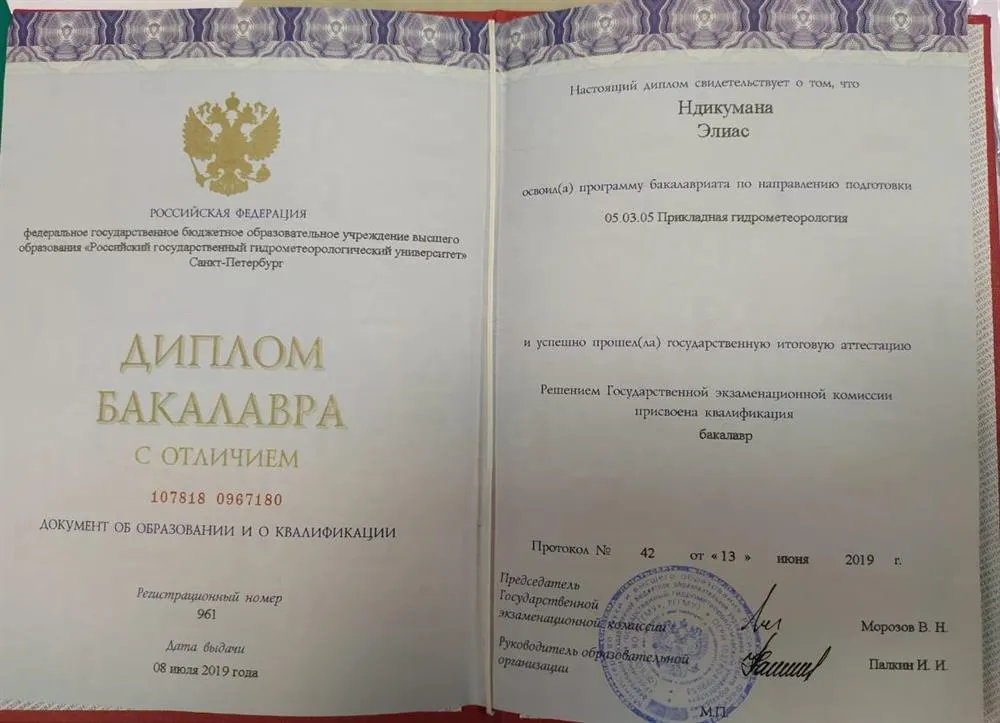 РОССИЙСКАЯ ФЕДЕРАЦИЯ
федеральное государственное бюджетное образовательное учреждение высшего
образования «Российский государственный гидрометеорологический университет»
Санкт-Петербург
ДИПЛОМ
БАКАЛАВРА
С ОТЛИЧИЕМ
107818 0967180
ДОКУМЕНТ ОБ ОБРАЗОВАНИИ И О КВАЛИФИКАЦИИ
Регистрационный номер
961
Дата выдачи
08 июля 2019 года
Настоящий диплом свидетельствует о том, что
Ндикумана
Элиас
освоил(а) программу бакалавриата по направлению подготовки
05.03.05 Прикладная гидрометеорология
и успешно прошел(ла) государственную итоговую аттестацию
Решением Государственной экзаменационной комиссии
присвоена квалификация
бакалавр
Протокол № 42 от «13» июня 2019 г.
Председатель
Государственной
экзаменационной комиссии
Морозов В. Н.
Руководитель образовательной
организации
Палкин И. И.
М.П.